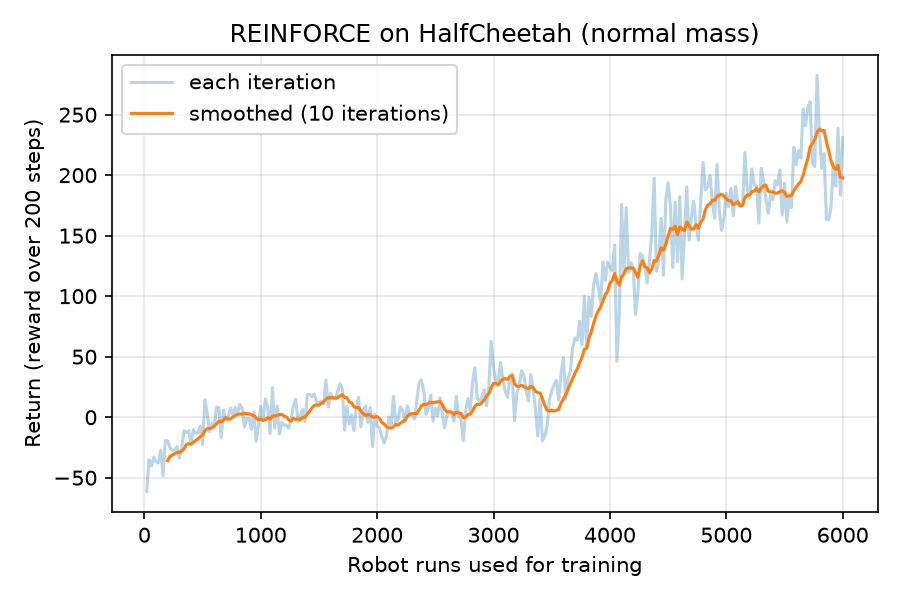 REINFORCE on HalfCheetah (normal mass)
each iteration
smoothed (10 iterations)
Return (reward over 200 steps)
250
200
150
100
50
0
−50
0 1000 2000 3000 4000 5000 6000
Robot runs used for training